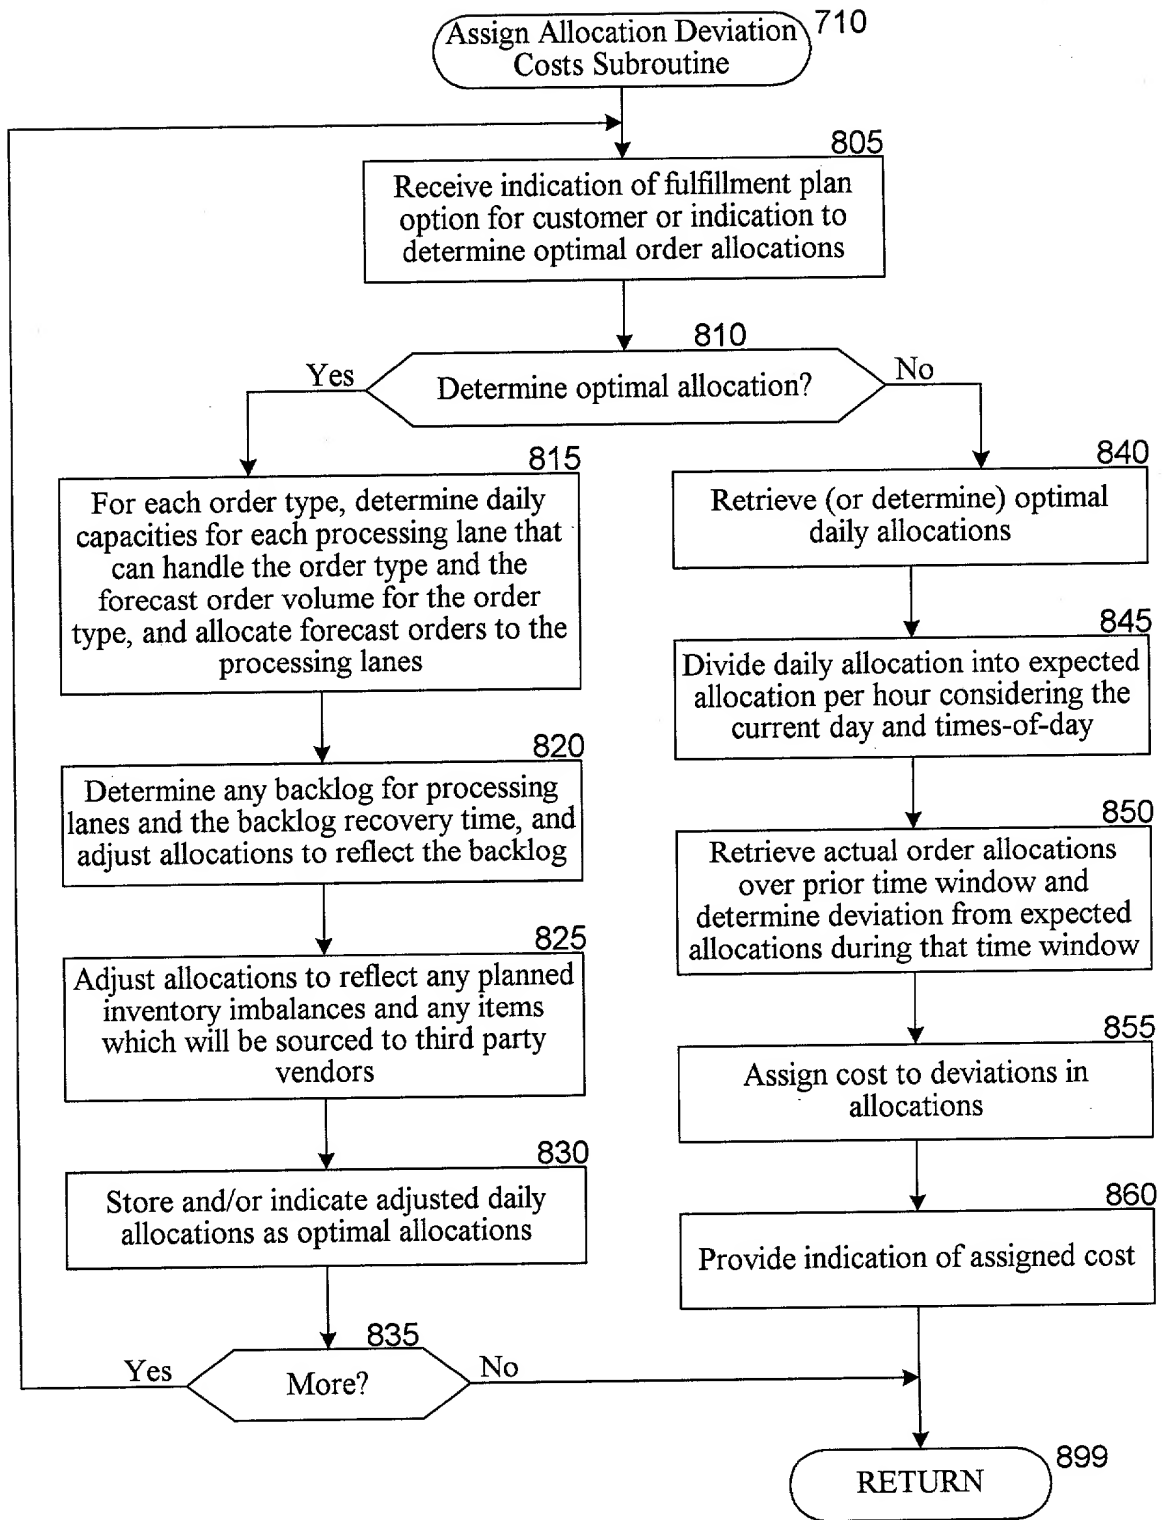 Assign Allocation Deviation
Costs Subroutine
710
805
Receive indication of fulfillment plan
option for customer or indication to
determine optimal order allocations
810
Yes
Determine optimal allocation?
No
815
For each order type, determine daily
capacities for each processing lane that
can handle the order type and the
forecast order volume for the order
type, and allocate forecast orders to the
processing lanes
820
Determine any backlog for processing
lanes and the backlog recovery time, and
adjust allocations to reflect the backlog
825
Adjust allocations to reflect any planned
inventory imbalances and any items
which will be sourced to third party
vendors
830
Store and/or indicate adjusted daily
allocations as optimal allocations
835
Yes
More?
No
840
Retrieve (or determine) optimal
daily allocations
845
Divide daily allocation into expected
allocation per hour considering the
current day and times-of-day
850
Retrieve actual order allocations
over prior time window and
determine deviation from expected
allocations during that time window
855
Assign cost to deviations in
allocations
860
Provide indication of assigned cost
899
RETURN